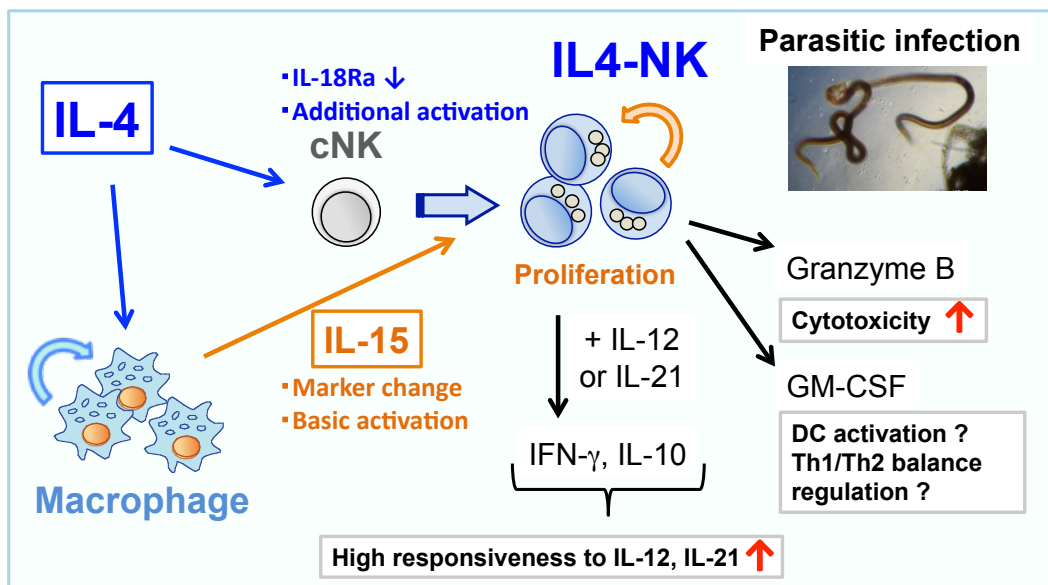 IL-4
・IL-18Ra ↓
・Additional activation
cNK
IL4-NK
Parasitic infection
Proliferation
IL-15
・Marker change
・Basic activation
Macrophage
+ IL-12
or IL-21
IFN-γ, IL-10
High responsiveness to IL-12, IL-21 ↑
Granzyme B
Cytotoxicity ↑
GM-CSF
DC activation ?
Th1/Th2 balance
regulation ?